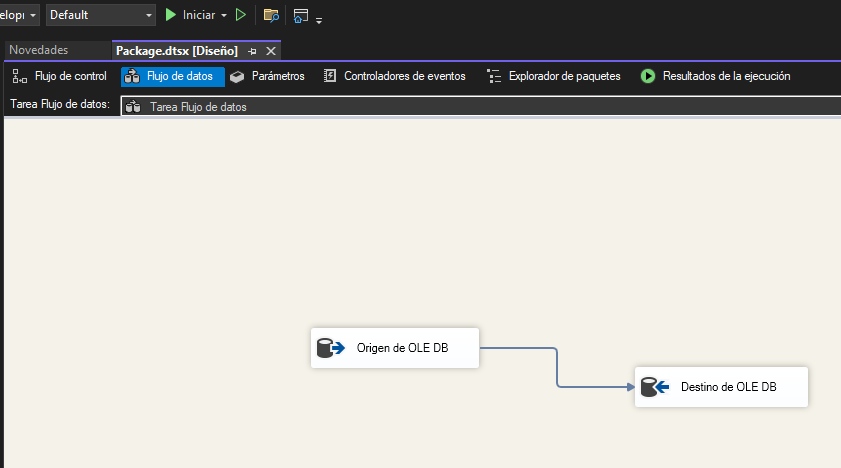 elopı Default Iniciar
Novedades Package.dtsx [Diseño]
Flujo de control Flujo de datos Parámetros Controladores de eventos Explorador de paquetes Resultados de la ejecución
Tarea Flujo de datos: Tarea Flujo de datos
Origen de OLE DB
Destino de OLE DB